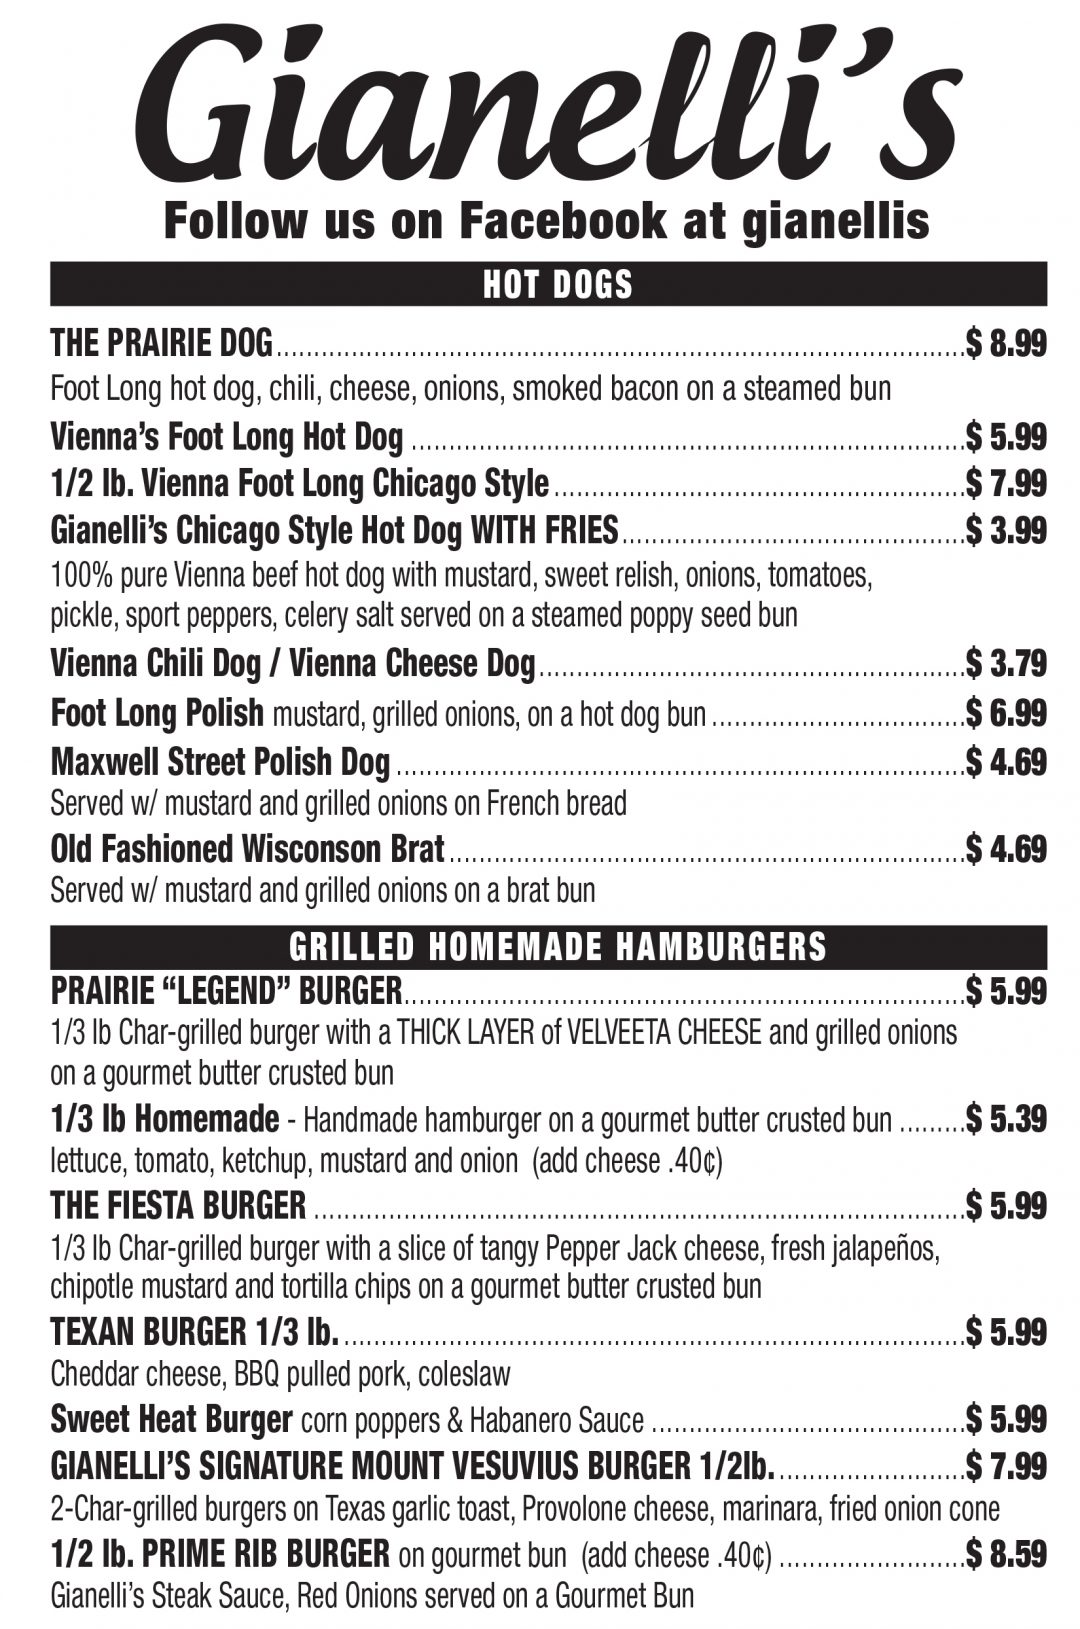 Gianelli's
Follow us on Facebook at gianellis
HOT DOGS
THE PRAIRIE DOG $ 8.99
Foot Long hot dog, chili, cheese, onions, smoked bacon on a steamed bun
Vienna's Foot Long Hot Dog $ 5.99
1/2 lb. Vienna Foot Long Chicago Style $ 7.99
Gianelli's Chicago Style Hot Dog WITH FRIES $ 3.99
100% pure Vienna beef hot dog with mustard, sweet relish, onions, tomatoes,
pickle, sport peppers, celery salt served on a steamed poppy seed bun
Vienna Chili Dog / Vienna Cheese Dog $ 3.79
Foot Long Polish mustard, grilled onions, on a hot dog bun $ 6.99
Maxwell Street Polish Dog $ 4.69
Served w/ mustard and grilled onions on French bread
Old Fashioned Wisconson Brat $ 4.69
Served w/ mustard and grilled onions on a brat bun
GRILLED HOMEMADE HAMBURGERS
PRAIRIE “LEGEND” BURGER $ 5.99
1/3 lb Char-grilled burger with a THICK LAYER of VELVEETA CHEESE and grilled onions
on a gourmet butter crusted bun
1/3 lb Homemade - Handmade hamburger on a gourmet butter crusted bun $ 5.39
lettuce, tomato, ketchup, mustard and onion (add cheese .40¢)
THE FIESTA BURGER $ 5.99
1/3 lb Char-grilled burger with a slice of tangy Pepper Jack cheese, fresh jalapeños,
chipotle mustard and tortilla chips on a gourmet butter crusted bun
TEXAN BURGER 1/3 lb. $ 5.99
Cheddar cheese, BBQ pulled pork, coleslaw
Sweet Heat Burger corn poppers & Habanero Sauce $ 5.99
GIANELLI'S SIGNATURE MOUNT VESUVIUS BURGER 1/2lb. $ 7.99
2-Char-grilled burgers on Texas garlic toast, Provolone cheese, marinara, fried onion cone
1/2 lb. PRIME RIB BURGER on gourmet bun (add cheese .40¢) $ 8.59
Gianelli's Steak Sauce, Red Onions served on a Gourmet Bun